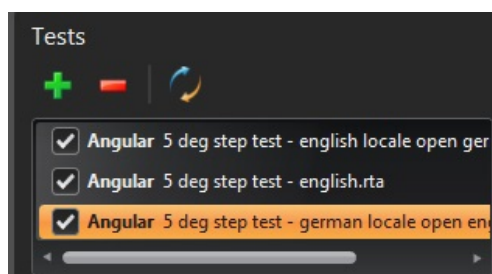 Tests
Angular 5 deg step test - english locale open ger
Angular 5 deg step test - english.rta
Angular 5 deg step test - german locale open eng